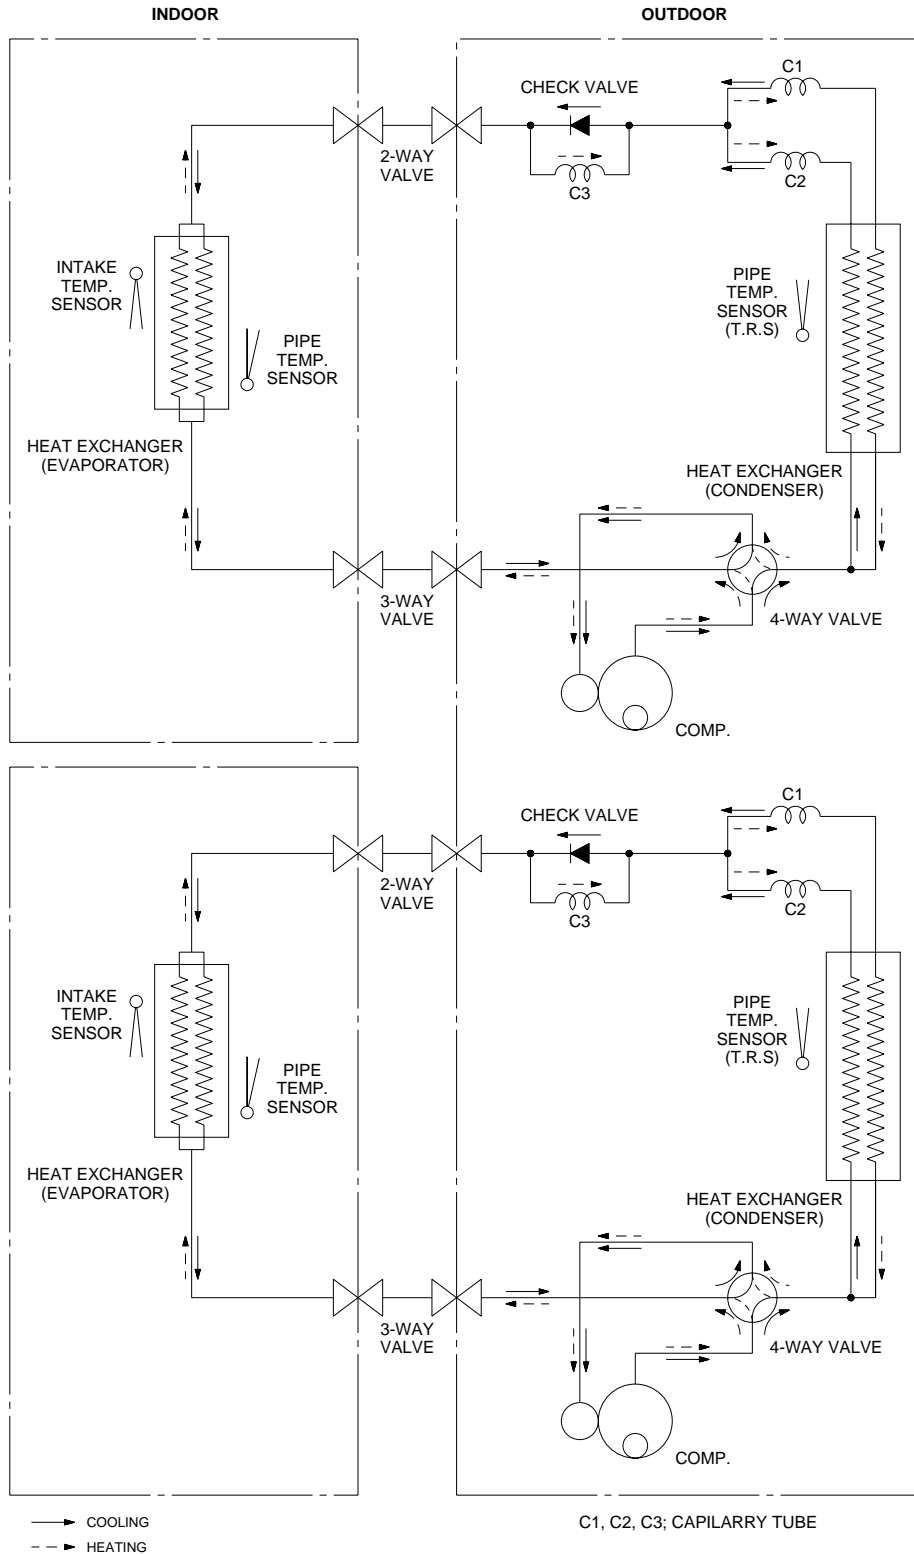 INDOOR
OUTDOOR
C1
CHECK VALVE
2-WAY
VALVE
C3
C2
INTAKE
TEMP.
SENSOR
PIPE
TEMP.
SENSOR
PIPE
TEMP.
SENSOR
(T.R.S)
HEAT EXCHANGER
(EVAPORATOR)
HEAT EXCHANGER
(CONDENSER)
3-WAY
VALVE
4-WAY VALVE
COMP.
C1
CHECK VALVE
2-WAY
VALVE
C3
C2
INTAKE
TEMP.
SENSOR
PIPE
TEMP.
SENSOR
PIPE
TEMP.
SENSOR
(T.R.S)
HEAT EXCHANGER
(EVAPORATOR)
HEAT EXCHANGER
(CONDENSER)
3-WAY
VALVE
4-WAY VALVE
COMP.
COOLING
HEATING
C1, C2, C3; CAPILARRY TUBE